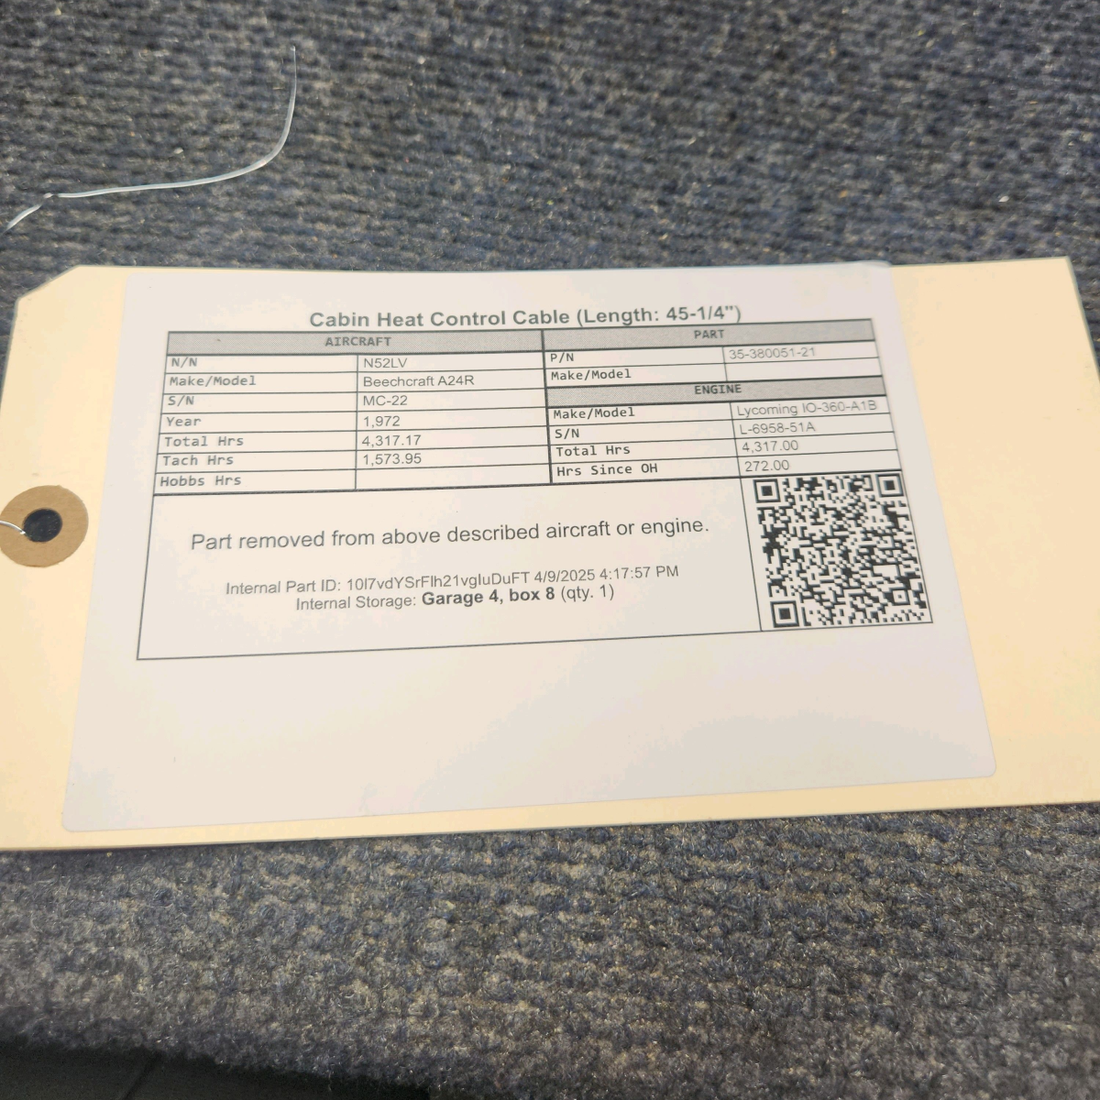 Cabin Heat Control Cable (Length: 45-1/4")
AIRCRAFT
N/N N52LV
Make/Model Beechcraft A24R
S/N MC-22
Year 1,972
Total Hrs 4,317.17
Tach Hrs 1,573.95
Hobbs Hrs
PART
P/N 35-380051-21
Make/Model
ENGINE
Make/Model Lycoming IO-360-A1B
S/N L-6958-51A
Total Hrs 4,317.00
Hrs Since OH 272.00
Part removed from above described aircraft or engine.
Internal Part ID: 10I7vdYSrFIh21vgIuDuFT 4/9/2025 4:17:57 PM
Internal Storage: Garage 4, box 8 (qty. 1)